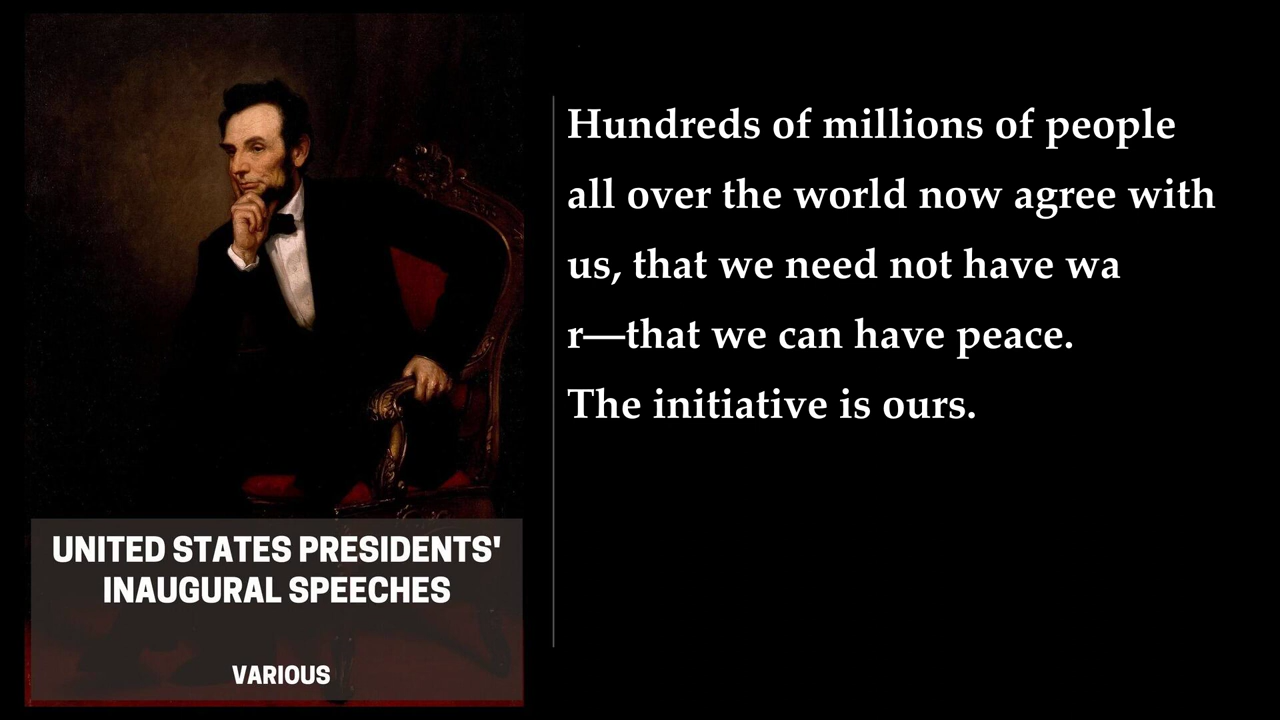 Hundreds of millions of people
all over the world now agree with
us, that we need not have wa
r—that we can have peace.
The initiative is ours.
UNITED STATES PRESIDENTS'
INAUGURAL SPEECHES
VARIOUS